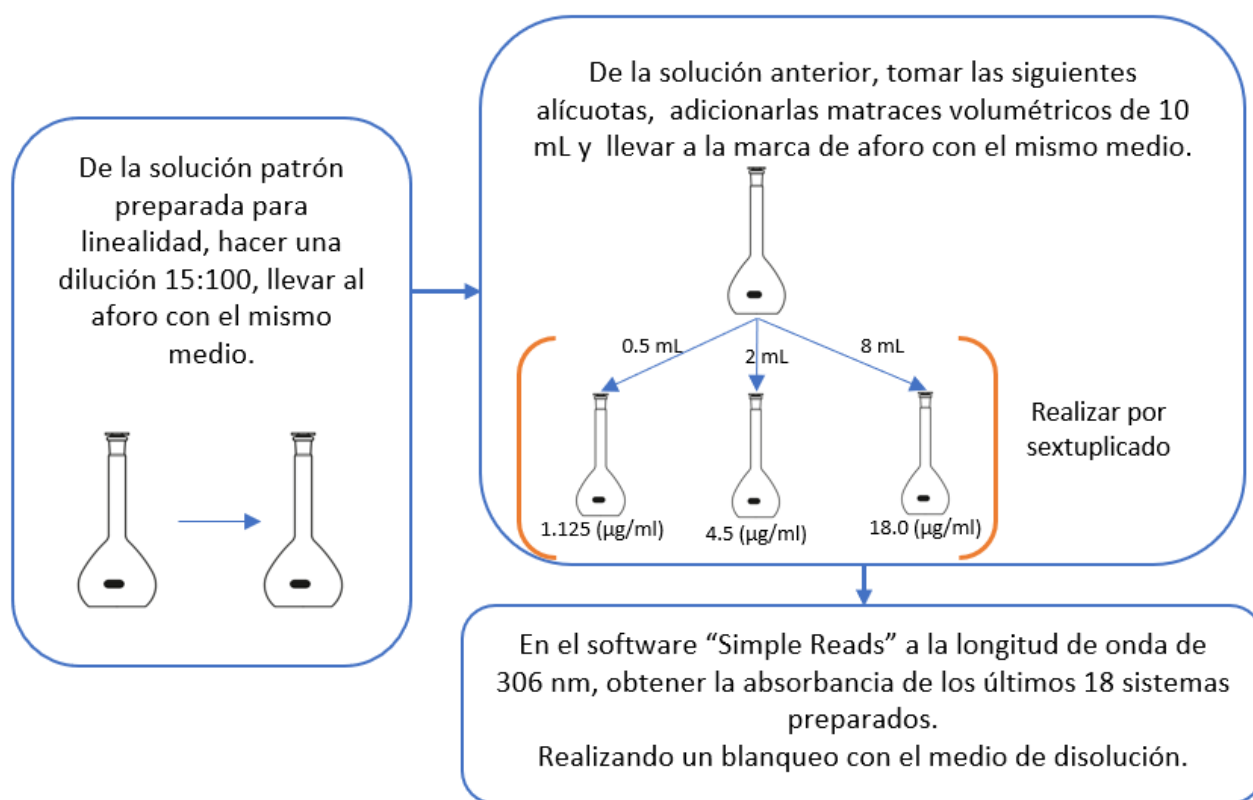 De la solución patrón
preparada para
linealidad, hacer una
dilución 15:100, llevar al
aforo con el mismo
medio.
De la solución anterior, tomar las siguientes
alícuotas, adicionarlas matraces volumétricos de 10
mL y llevar a la marca de aforo con el mismo medio.
0.5 mL
2 mL
8 mL
1.125 (µg/ml)
4.5 (µg/ml)
18.0 (µg/ml)
Realizar por
sextuplicado
En el software “Simple Reads” a la longitud de onda de
306 nm, obtener la absorbancia de los últimos 18 sistemas
preparados.
Realizando un blanqueo con el medio de disolución.